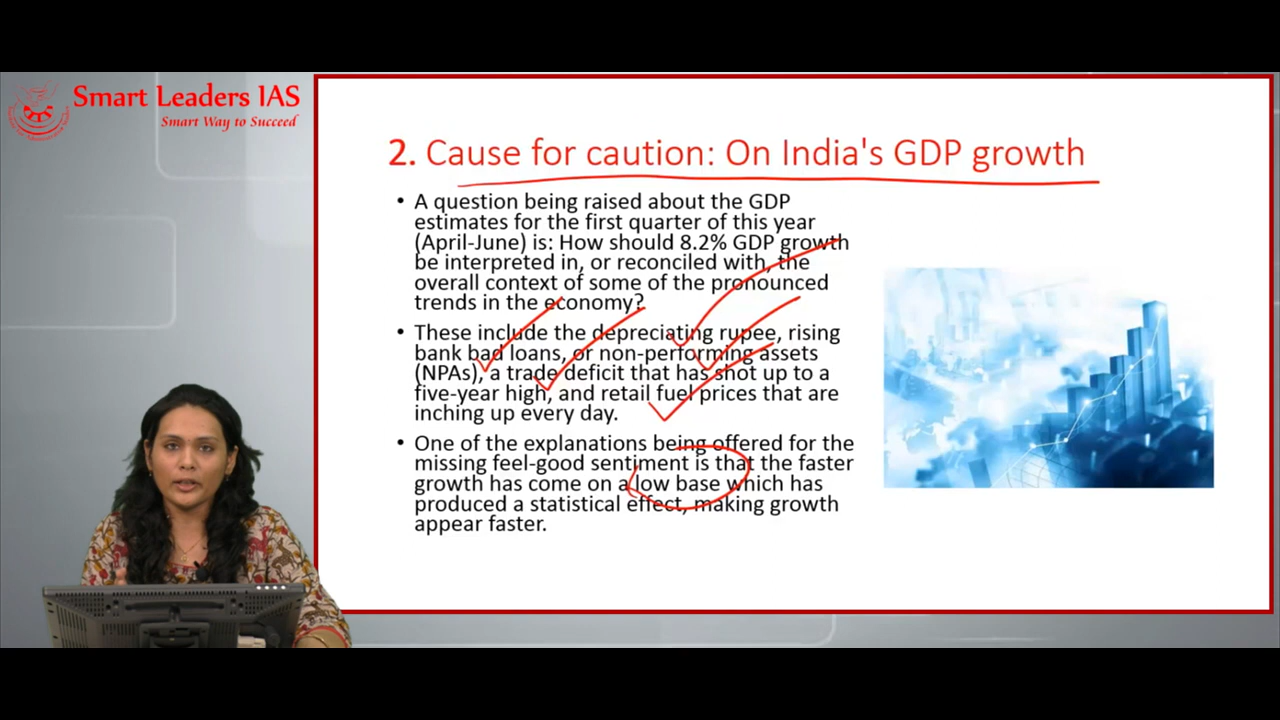 Smart Leaders IAS
Smart Way to Succeed
2. Cause for caution: On India's GDP growth
• A question being raised about the GDP
estimates for the first quarter of this year
(April-June) is: How should 8.2% GDP growth
be interpreted in, or reconciled with, the
overall context of some of the pronounced
trends in the economy?
• These include the depreciating rupee, rising
bank bad loans, or non-performing assets
(NPAs), a trade deficit that has shot up to a
five-year high, and retail fuel prices that are
inching up every day.
• One of the explanations being offered for the
missing feel-good sentiment is that the faster
growth has come on a low base which has
produced a statistical effect, making growth
appear faster.